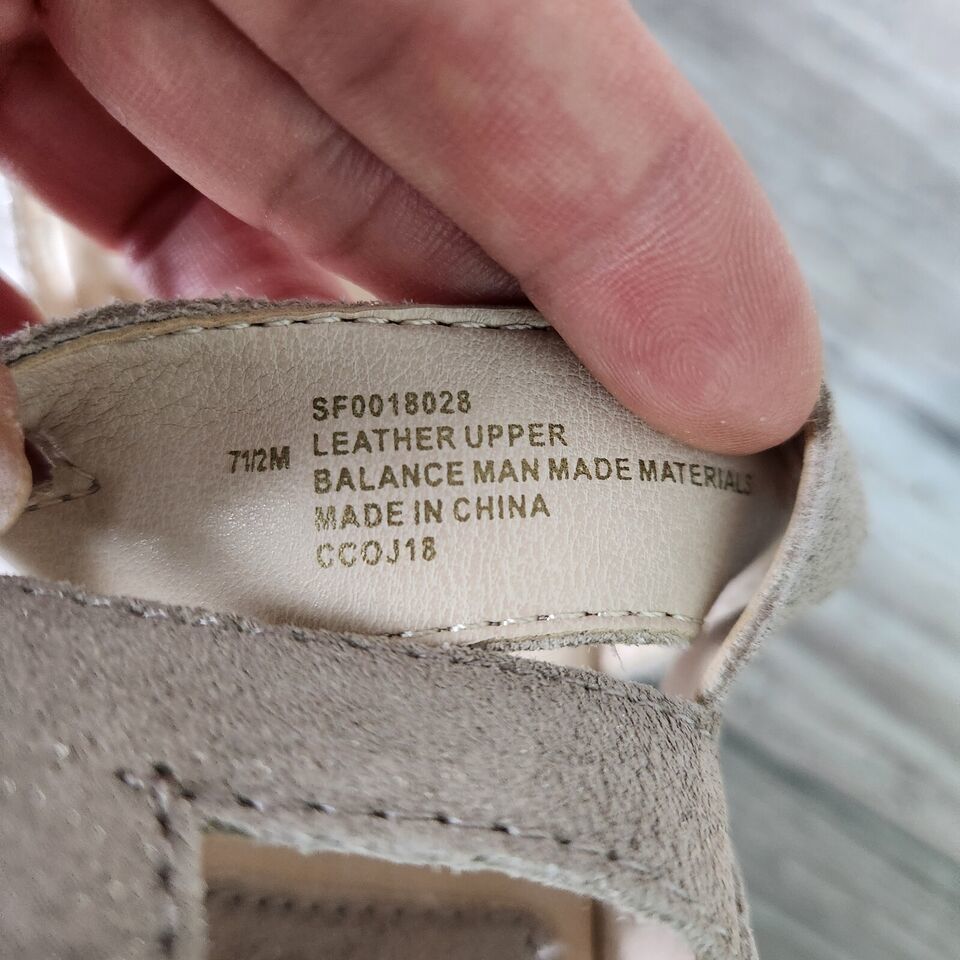 SF0018028
71/2M LEATHER UPPER
BALANCE MAN MADE MATERIALS
MADE IN CHINA
CCOJ18